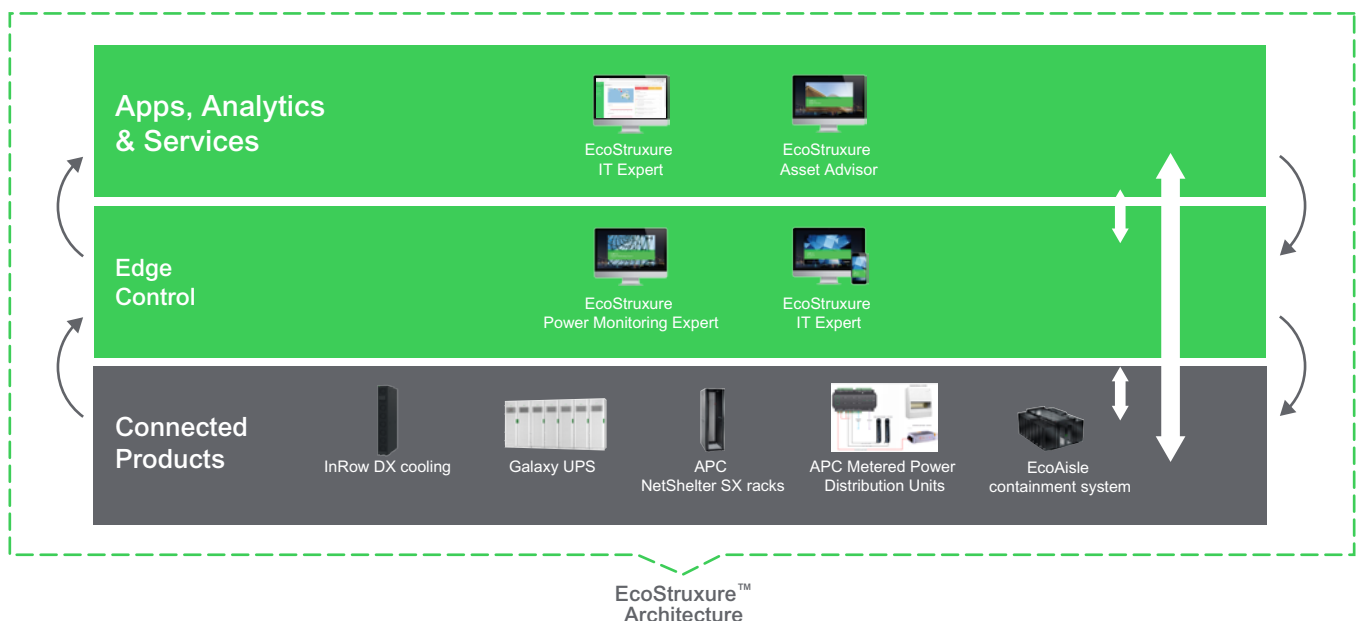 Apps, Analytics
& Services
EcoStruxure
IT Expert
EcoStruxure
Asset Advisor
Edge
Control
EcoStruxure
Power Monitoring Expert
EcoStruxure
IT Expert
Connected
Products
InRow DX cooling
Galaxy UPS
APC
NetShelter SX racks
APC Metered Power
Distribution Units
EcoAisle
containment system
EcoStruxure™
Architecture